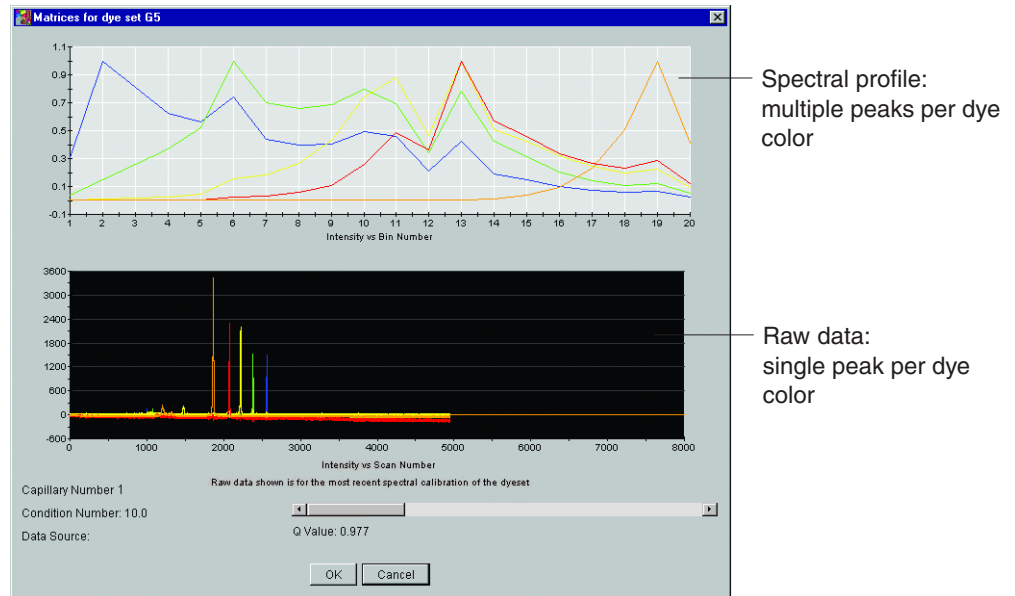 Matrices for dye set G5
1.1
0.9
0.7
0.5
0.3
0.1
-0.1
1 2 3 4 5 6 7 8 9 10 11 12 13 14 15 16 17 18 19 20
Intensity vs Bin Number
Spectral profile:
multiple peaks per dye
color
3600
3000
2400
1800
1200
600
0
-600
0 1000 2000 3000 4000 5000 6000 7000 8000
Intensity vs Scan Number
Raw data:
single peak per dye
color
Raw data shown is for the most recent spectral calibration of the dyeset
Capillary Number 1
Condition Number: 10.0
Data Source:
Q Value: 0.977
OK Cancel